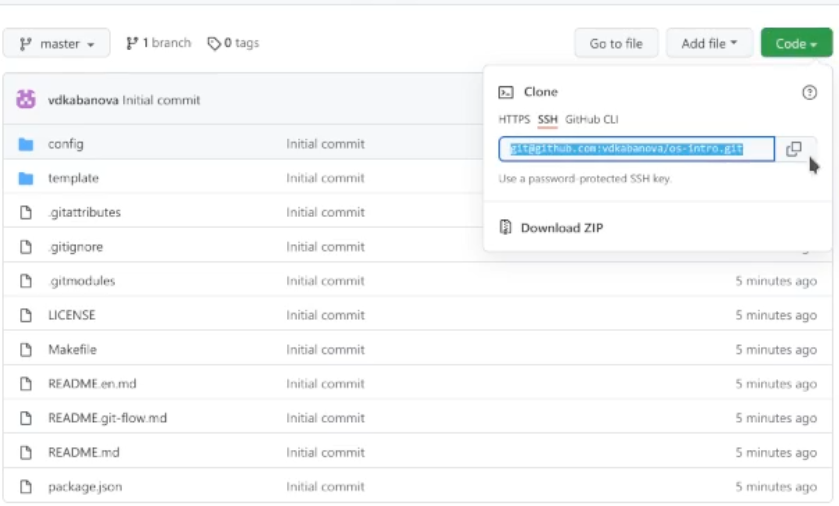 master 1 branch 0 tags Go to file Add file Code
vdkabanova Initial commit
Clone
HTTPS SSH GitHub CLI
git@github.com:vdkabanova/os-intro.git
Use a password-protected SSH key.
Download ZIP
config Initial commit
template Initial commit
.gitattributes Initial commit
.gitignore Initial commit
.gitmodules Initial commit 5 minutes ago
LICENSE Initial commit 5 minutes ago
Makefile Initial commit 5 minutes ago
README.en.md Initial commit 5 minutes ago
README.git-flow.md Initial commit 5 minutes ago
README.md Initial commit 5 minutes ago
package.json Initial commit 5 minutes ago